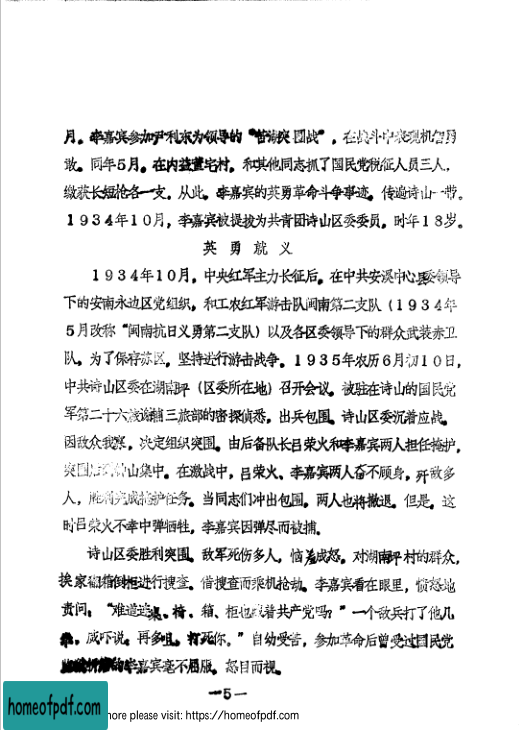 月，李嘉宾参加尹利东为领导的“ 突围战”，在战斗中表现机智勇
敢。同年5月，在内益董宅村，和其他同志抓了国民党税征人员三人，
缴获长短枪各一支。从此，李嘉宾的英勇革命斗争事迹，传遍诗山一带。
1934年10月，李嘉宾被提拔为共青团诗山区委委员，时年18岁。
英勇就义
1934年10月，中央红军主力长征后，在中共安溪中心县委领导
下的安南永边区党组织，和工农红军游击队闽南第二支队（1934年
5月改称“闽南抗日义勇第二支队）以及各区委领导下的群众武装赤卫
队，为了保存苏区，坚持进行游击战争。1935年农历6月初10日，
中共诗山区委在湖南坪（区委所在地）召开会议，被驻在诗山的国民党
军第二十六 三旅部的密探侦悉，出兵包围。诗山区委沉着应战。
因敌众我寡，决定组织突围。由后备队长吕荣火和李嘉宾两人担任掩护，
突围 山集中。在激战中，吕荣火、李嘉宾两人奋不顾身，歼敌多
人，胜利完成掩护任务。当同志们冲出包围，两人也将撤退。但是，这
时吕荣火不幸中弹牺牲，李嘉宾因弹尽而被捕。
诗山区委胜利突围，敌军死伤多人，恼羞成怒，对湖南坪村的群众，
挨家翻箱倒柜进行搜查。借搜查而乘机抢劫。李嘉宾看在眼里，愤怒地
责问：“难道这桌、椅、箱、柜也 着共产党吗？”一个敌兵打了他几
，威吓说，再多咀，打死你。”自幼受苦，参加革命后曾受过国民党
的李嘉宾毫不屈服，怒目而视。
—5—
homeofpdf.com
more please visit: https://homeofpdf.com